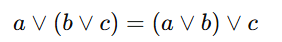 a ∨ (b ∨ c) = (a ∨ b) ∨ c